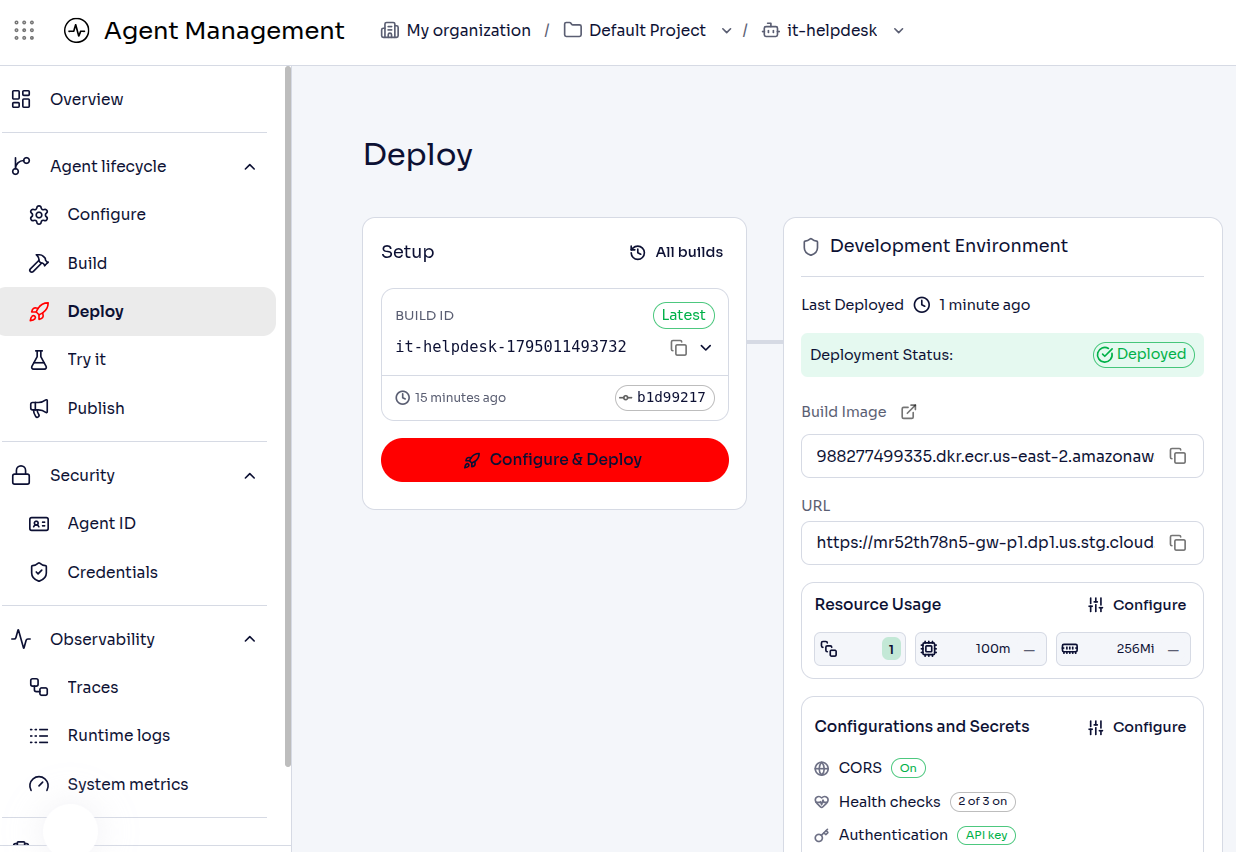 Agent Management
My organization / Default Project / it-helpdesk
Overview
Agent lifecycle
Configure
Build
Deploy
Try it
Publish
Security
Agent ID
Credentials
Observability
Traces
Runtime logs
System metrics
Deploy
Setup
All builds
BUILD ID
Latest
it-helpdesk-1795011493732
15 minutes ago
b1d99217
Configure & Deploy
Development Environment
Last Deployed 1 minute ago
Deployment Status:
Deployed
Build Image
988277499335.dkr.ecr.us-east-2.amazonaw
URL
https://mr52th78n5-gw-p1.dp1.us.stg.cloud
Resource Usage
Configure
1
100m –
256Mi –
Configurations and Secrets
Configure
CORS On
Health checks 2 of 3 on
Authentication API key